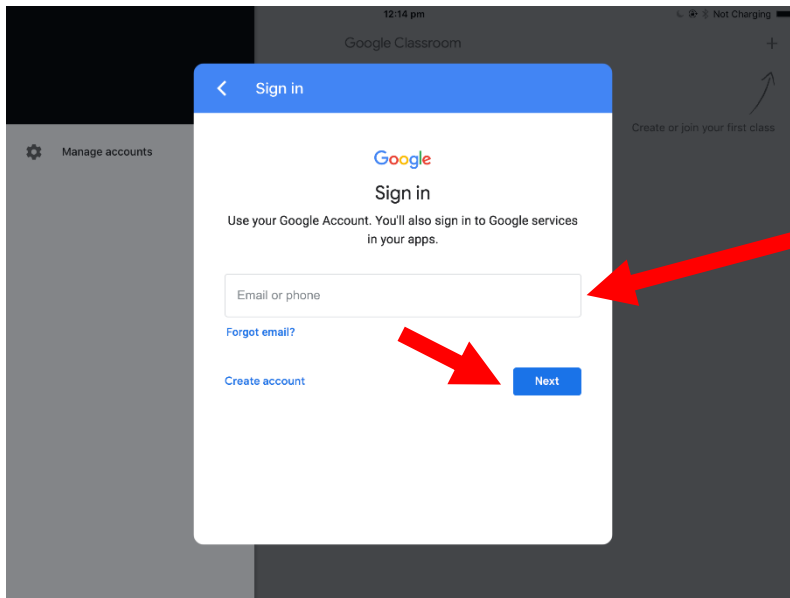 12:14 pm
Not Charging
Google Classroom
+
Sign in
Create or join your first class
Manage accounts
Google
Sign in
Use your Google Account. You'll also sign in to Google services
in your apps.
Email or phone
Forgot email?
Create account
Next